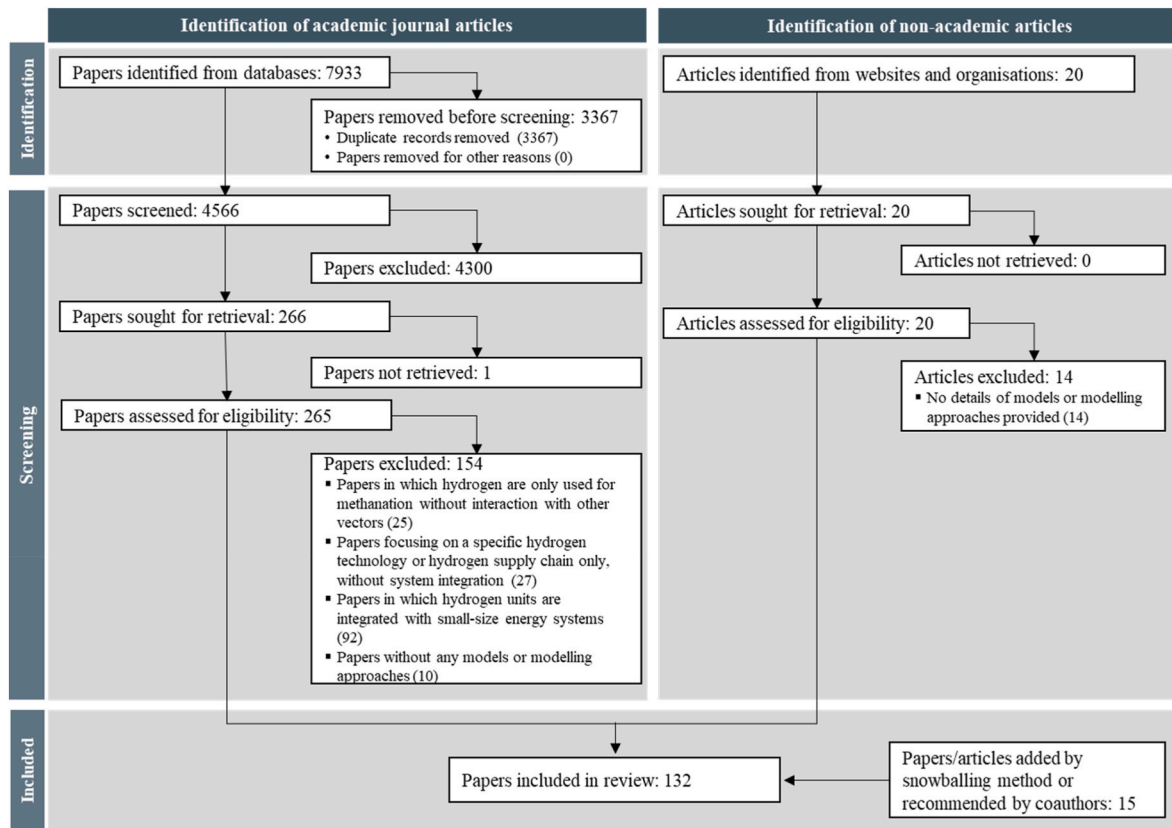 Identification of academic journal articles
Identification of non-academic articles
Identification
Papers identified from databases: 7933
Papers removed before screening: 3367
• Duplicate records removed (3367)
• Papers removed for other reasons (0)
Articles identified from websites and organisations: 20
Screening
Papers screened: 4566
Papers excluded: 4300
Papers sought for retrieval: 266
Papers not retrieved: 1
Papers assessed for eligibility: 265
Papers excluded: 154
▪ Papers in which hydrogen are only used for
methanation without interaction with other
vectors (25)
▪ Papers focusing on a specific hydrogen
technology or hydrogen supply chain only,
without system integration (27)
▪ Papers in which hydrogen units are
integrated with small-size energy systems
(92)
▪ Papers without any models or modelling
approaches (10)
Articles sought for retrieval: 20
Articles not retrieved: 0
Articles assessed for eligibility: 20
Articles excluded: 14
▪ No details of models or modelling
approaches provided (14)
Included
Papers included in review: 132
Papers/articles added by
snowballing method or
recommended by coauthors: 15